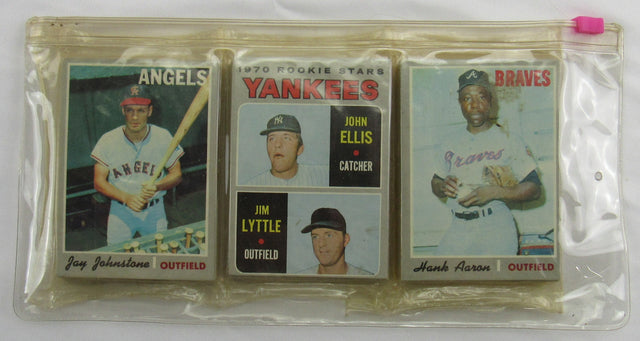 ANGELS
ANGEL
Jay Johnstone OUTFIELD
1970 ROOKIE STARS
YANKEES
JOHN
ELLIS
•
CATCHER
JIM
LYTTLE
•
OUTFIELD
BRAVES
Braves
Hank Aaron OUTFIELD